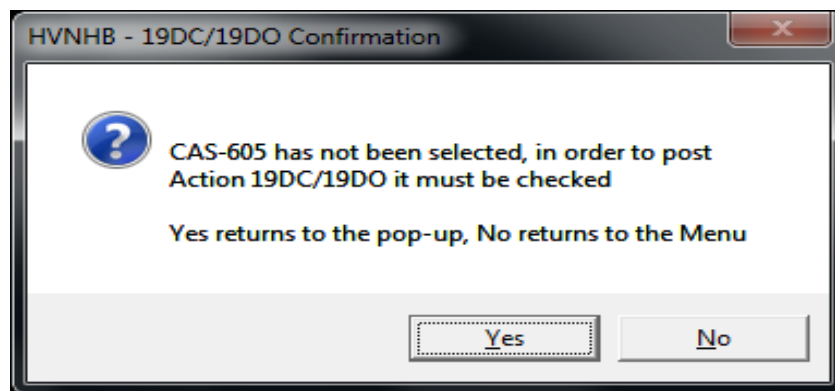 HVNHB - 19DC/19DO Confirmation
CAS-605 has not been selected, in order to post
Action 19DC/19DO it must be checked
Yes returns to the pop-up, No returns to the Menu
Yes
No